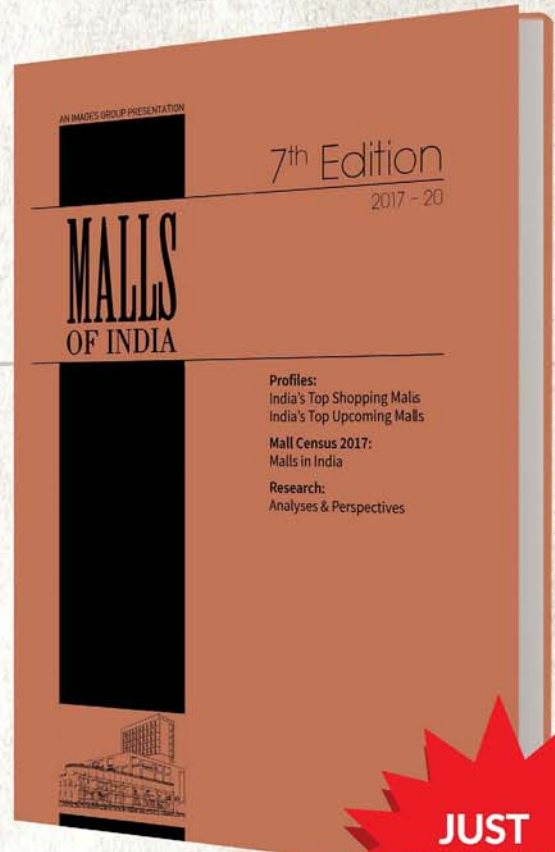 AN IMAGES GROUP PRESENTATION
7th Edition
2017 - 20
MALLS
OF INDIA
Profiles:
India's Top Shopping Malls
India's Top Upcoming Malls
Mall Census 2017:
Malls in India
Research:
Analyses & Perspectives
JUST